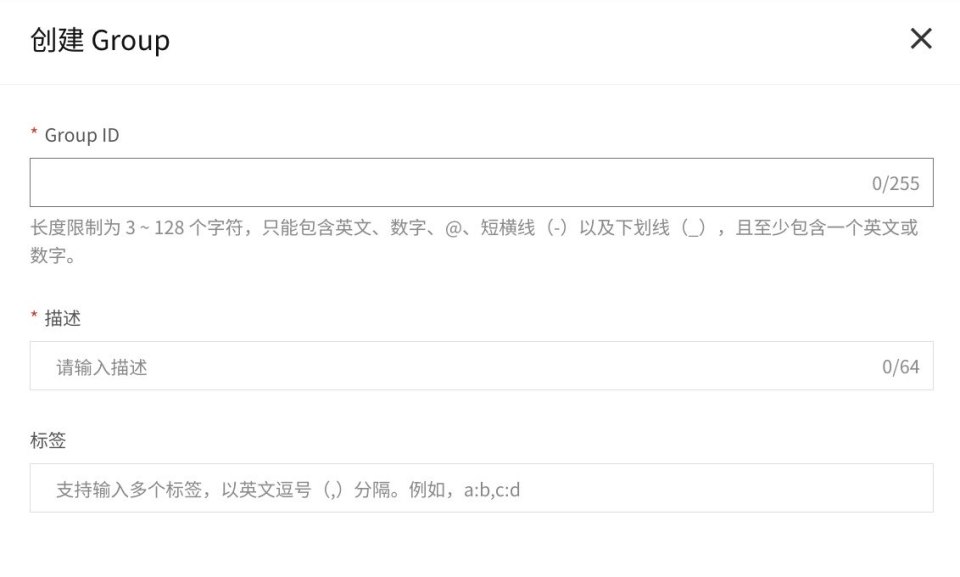 创建 Group
* Group ID
0/255
长度限制为 3 ~ 128 个字符，只能包含英文、数字、@、短横线（-）以及下划线（_），且至少包含一个英文或
数字。
* 描述
请输入描述 0/64
标签
支持输入多个标签，以英文逗号（,）分隔。例如，a:b,c:d